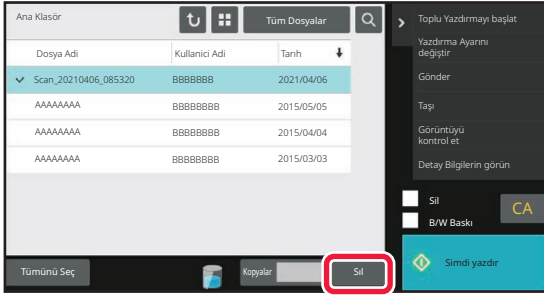 Ana Klasör
Tüm Dosyalar
Dosya Adi
Kullanici Adi
Tarıh
Scan_20210406_085320
BBBBBBB
2021/04/06
AAAAAAAA
BBBBBBBB
2015/05/05
AAAAAAAA
BBBBBBBB
2015/04/04
AAAAAAAA
BBBBBBBB
2015/03/03
Tümünü Seç
Kopyalar
Sıl
Toplu Yazdırmayı başlat
Yazdırma Ayarını
değiştir
Gönder
Taşı
Görüntüyü
kontrol et
Detay Bilgilerin görün
Sil
B/W Baskı
CA
Simdi yazdır